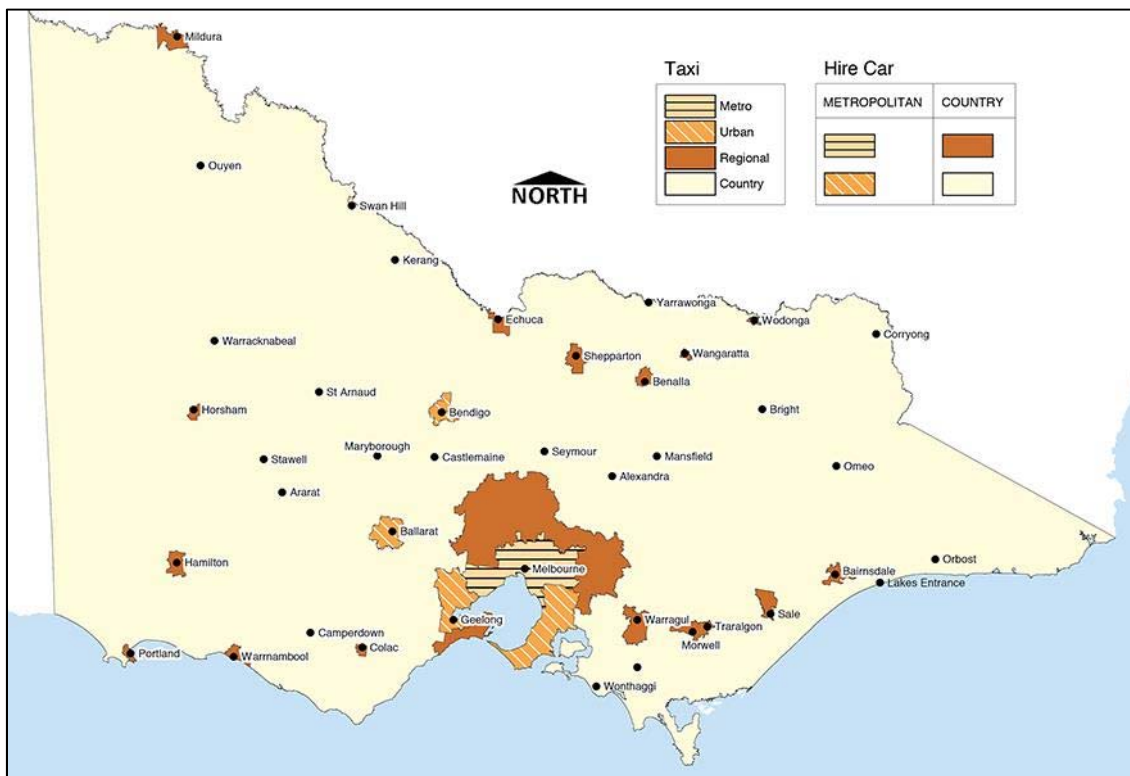 Mildura
Taxi
Hire Car
METROPOLITAN
COUNTRY
Metro
Urban
Regional
Country
NORTH
Ouyen
Swan Hill
Kerang
Yarrawonga
Echuca
Wodonga
Corryong
Warracknabeal
Shepparton
Wangaratta
Benalla
St Arnaud
Horsham
Bendigo
Bright
Maryborough
Castlemaine
Seymour
Mansfield
Stawell
Omeo
Alexandra
Ararat
Ballarat
Orbost
Hamilton
Melbourne
Bairnsdale
Lakes Entrance
Geelong
Warragul
Sale
Traralgon
Camperdown
Morwell
Colac
Portland
Warrnambool
Wonthaggi